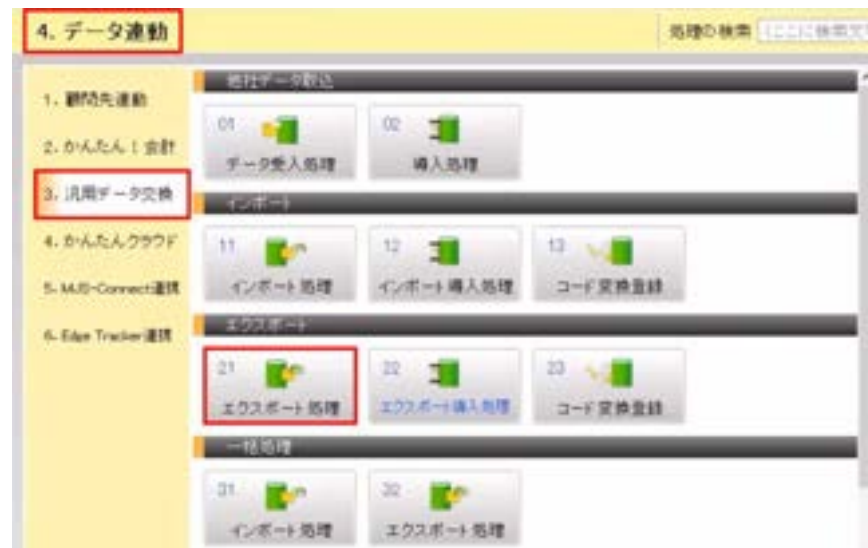 4. データ連動
処理の検索
1. 顧問先連動
2. かんたん！会計
3. 汎用データ交換
4. かんたんクラウド
5. MJS-Connect連携
6. Edge Tracker連携
他社データ取込
01 データ受入処理
02 導入処理
インポート
11 インポート処理
12 インポート導入処理
13 コード変換登録
エクスポート
21 エクスポート処理
22 エクスポート導入処理
23 コード変換登録
一括処理
31 インポート処理
32 エクスポート処理